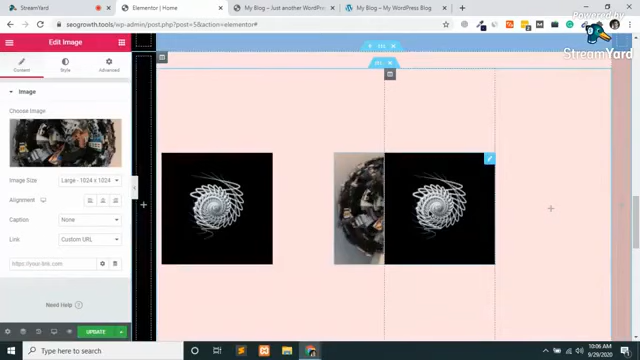 StreamYard
Elementor | Home
My Blog – Just another WordPress
My Blog — My WordPress Blog
seogrowth.tools/wp-admin/post.php?post=5&action=elementor#
Powered by
StreamYard
Edit Image
Content
Style
Advanced
Image
Choose Image
Image Size
Large - 1024 x 1024
Alignment
Caption
None
Link
Custom URL
https://your-link.com
Need Help
UPDATE
Type here to search
10:06 AM
9/29/2020